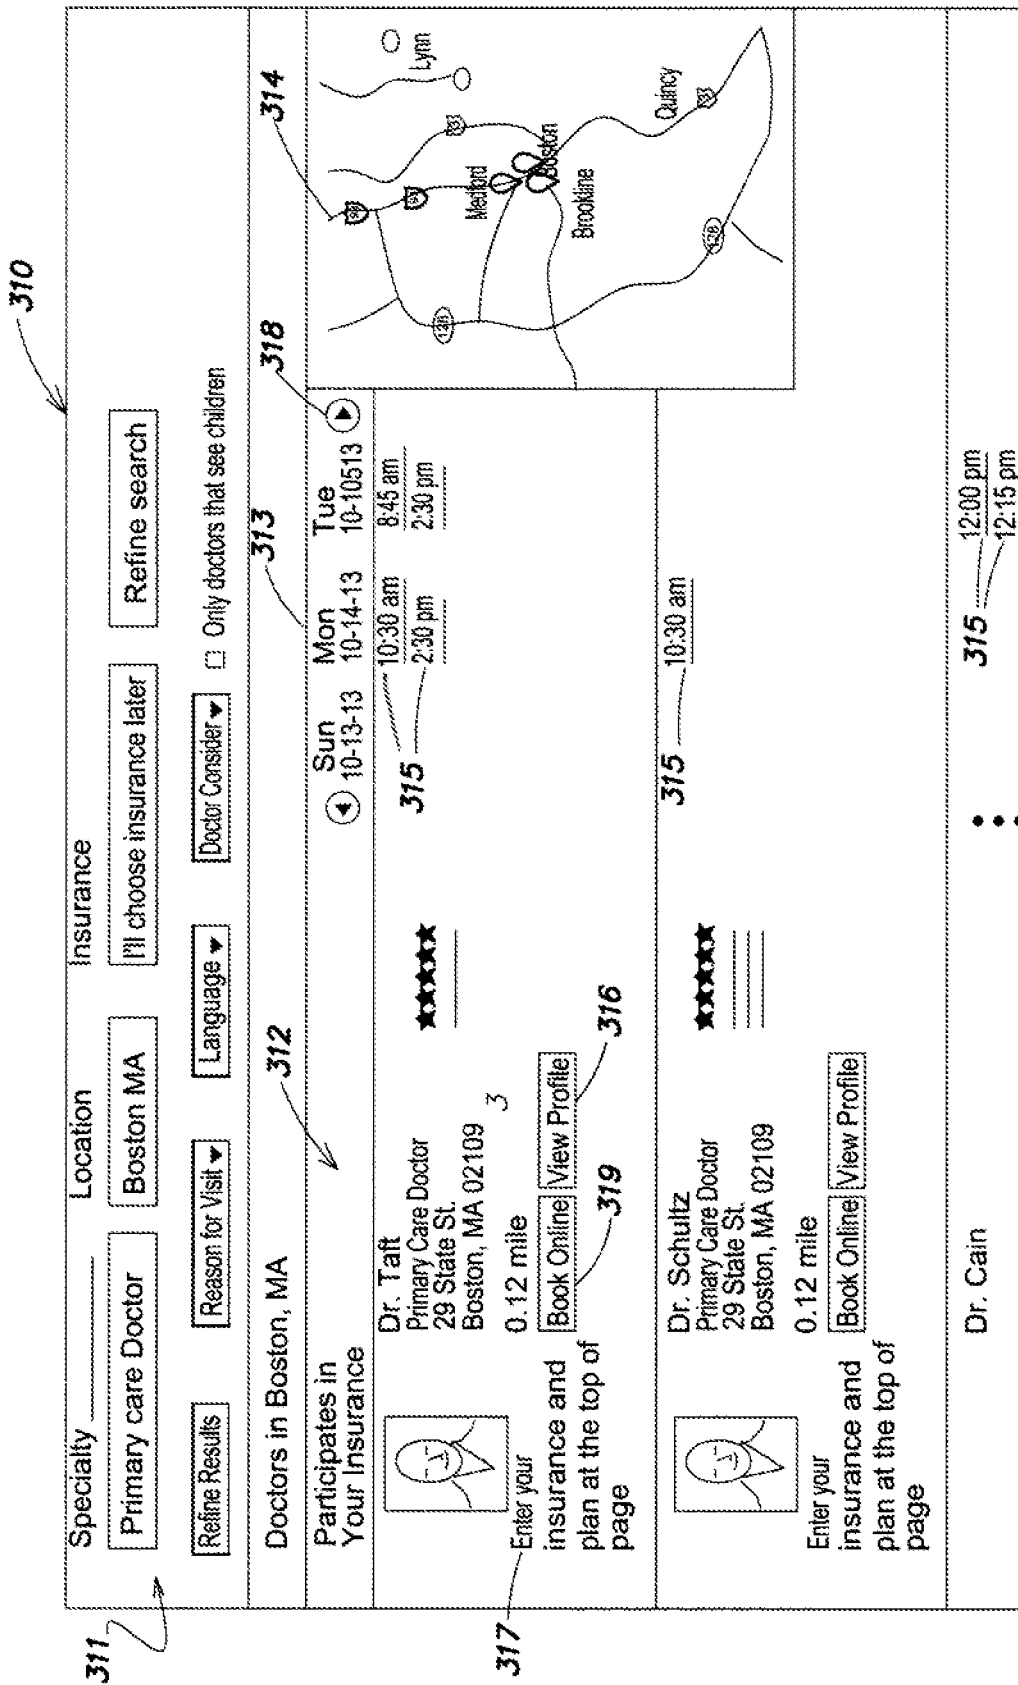 310
311
Specialty
Location
Insurance
Primary care Doctor
Boston MA
I'll choose insurance later
Refine search
Refine Results
Reason for Visit
Language
Doctor Consider
Only doctors that see children
Doctors in Boston, MA
312
313
318
314
Participates in
Your Insurance
Sun
10-13-13
Mon
10-14-13
Tue
10-10513
Dr. Taft
Primary Care Doctor
29 State St.
Boston, MA 02109
3
0.12 mile
Book Online
View Profile
319
316
10:30 am
2:30 pm
8:45 am
2:30 pm
315
317
Enter your
insurance and
plan at the top of
page
Dr. Schultz
Primary Care Doctor
29 State St.
Boston, MA 02109
0.12 mile
Book Online
View Profile
10:30 am
315
Enter your
insurance and
plan at the top of
page
Dr. Cain
12:00 pm
12:15 pm
315
Lynn
Medford
Boston
Brookline
Quincy
128
128